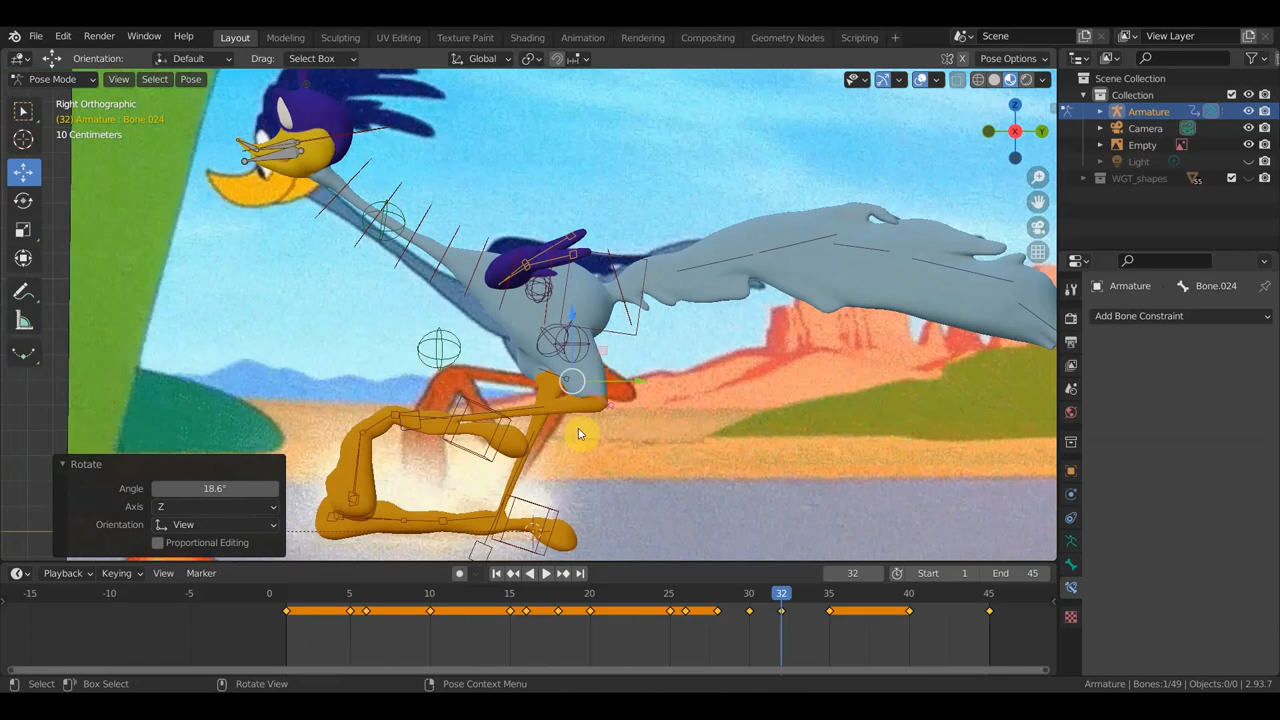 File Edit Render Window Help Layout Modeling Sculpting UV Editing Texture Paint Shading Animation Rendering Compositing Geometry Nodes Scripting + Scene View Layer
Orientation: Default Drag: Select Box Global Pose Options
Pose Mode View Select Pose
Right Orthographic
(32) Armature : Bone.024
10 Centimeters
Z
X
Y
Scene Collection
Collection
Armature
Camera
Empty
Light
WGT_shapes 55
Armature Bone.024
Add Bone Constraint
Rotate
Angle 18.6°
Axis Z
Orientation View
Proportional Editing
Playback Keying View Marker 32 Start 1 End 45
-15 -10 -5 0 5 10 15 20 25 30 32 35 40 45
Select Box Select Rotate View Pose Context Menu Armature | Bones:1/49 | Objects:0/0 | 2.93.7